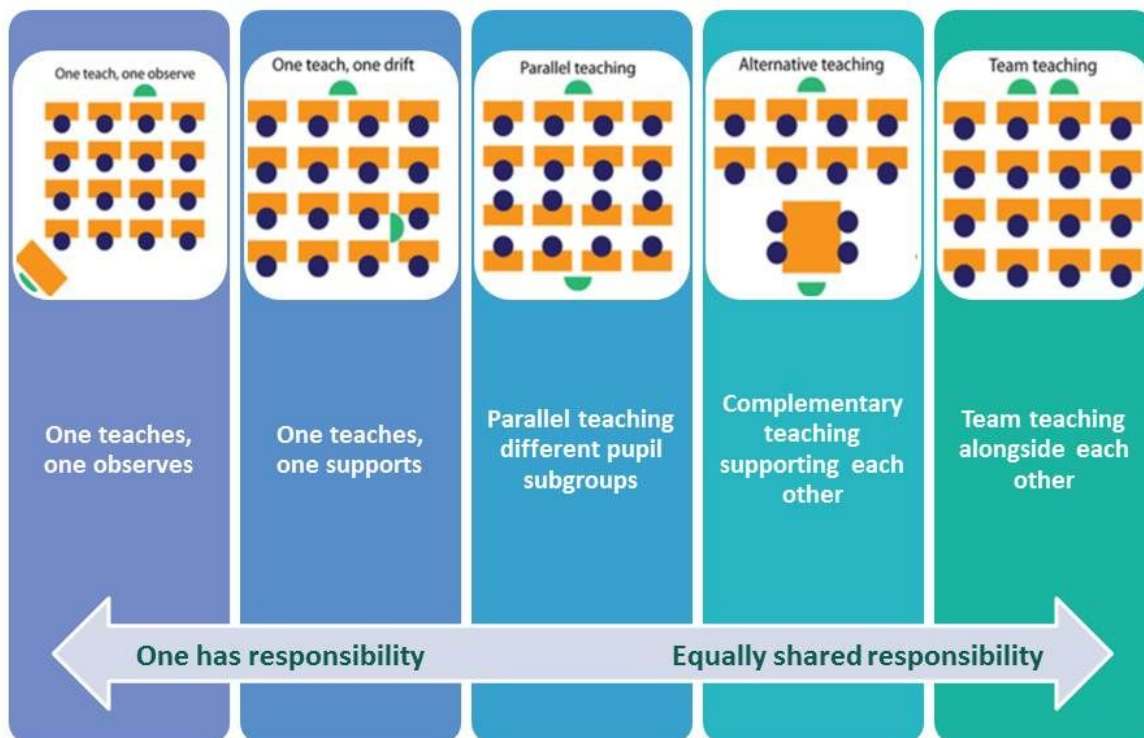 One teach, one observe
One teach, one drift
Parallel teaching
Alternative teaching
Team teaching
One teaches,
one observes
One teaches,
one supports
Parallel teaching
different pupil
subgroups
Complementary
teaching
supporting each
other
Team teaching
alongside each
other
One has responsibility
Equally shared responsibility